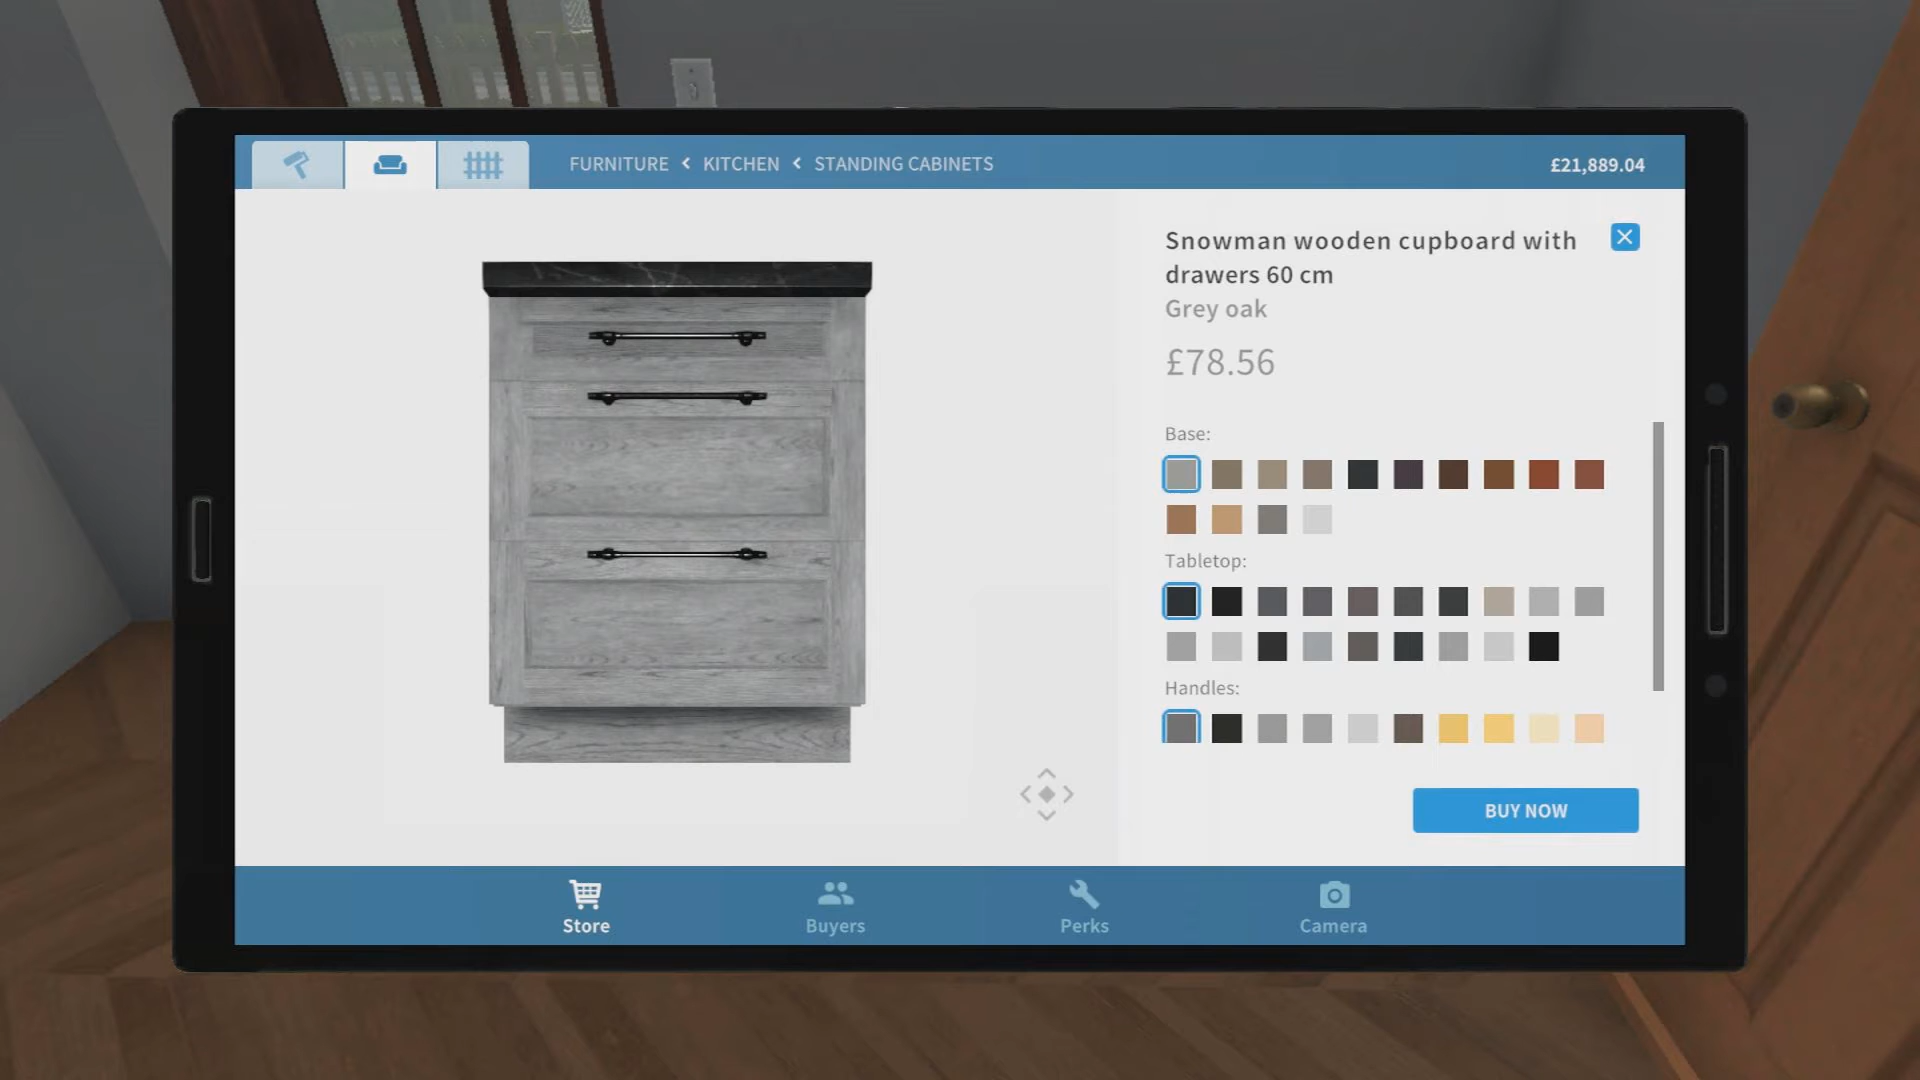 FURNITURE < KITCHEN < STANDING CABINETS
£21,889.04
Snowman wooden cupboard with
drawers 60 cm
Grey oak
£78.56
Base:
Tabletop:
Handles:
BUY NOW
Store
Buyers
Perks
Camera